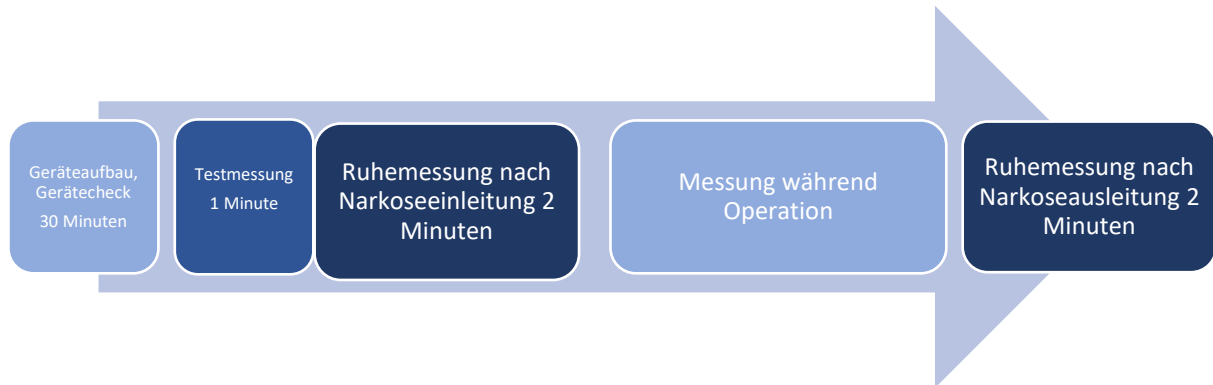 Geräteaufbau,
Gerätecheck
30 Minuten
Testmessung
1 Minute
Ruhemessung nach
Narkoseeinleitung 2
Minuten
Messung während
Operation
Ruhemessung nach
Narkoseausleitung 2
Minuten